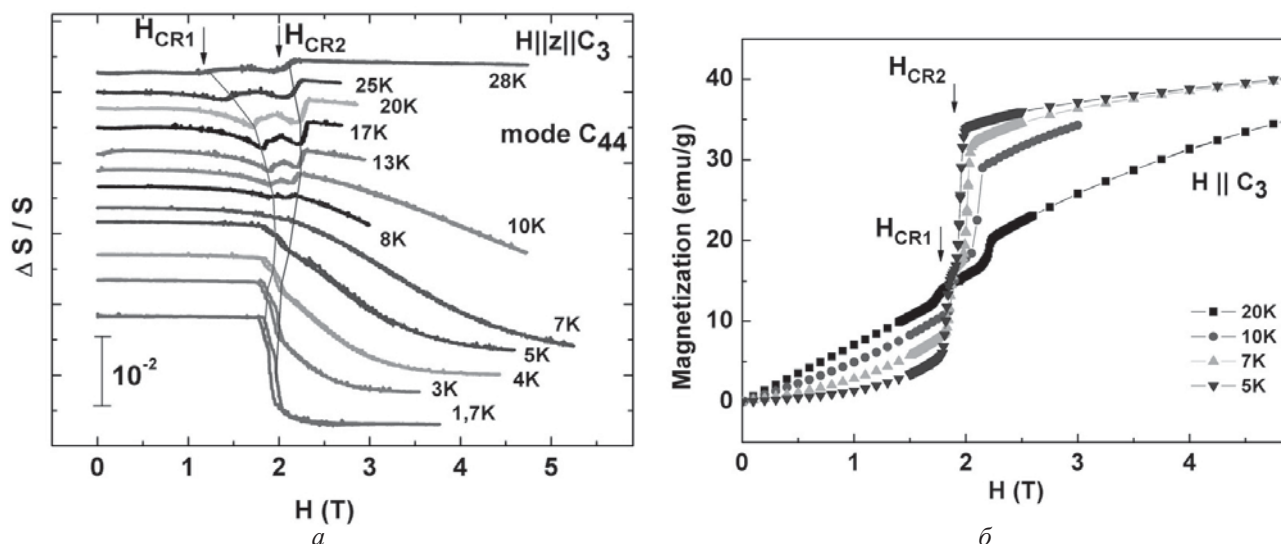 H_CR1
H_CR2
H||z||C_3
28K
25K
20K
17K
mode C_44
13K
10K
8K
7K
5K
4K
3K
1,7K
10^-2
Δ S / S
0 1 2 3 4 5
H (T)
а
40
30
20
10
0
Magnetization (emu/g)
H_CR2
H_CR1
H || C_3
20K
10K
7K
5K
0 1 2 3 4
H (T)
б